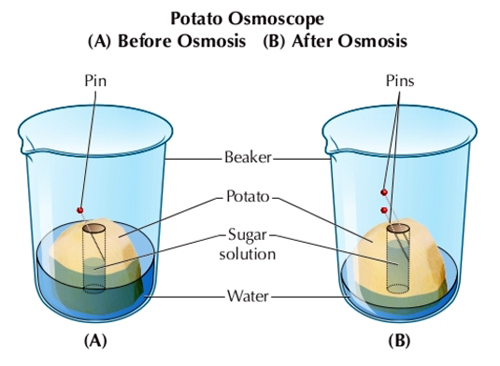 Potato Osmoscope
(A) Before Osmosis (B) After Osmosis
Pin
Pins
Beaker
Potato
Sugar
solution
Water
(A)
(B)